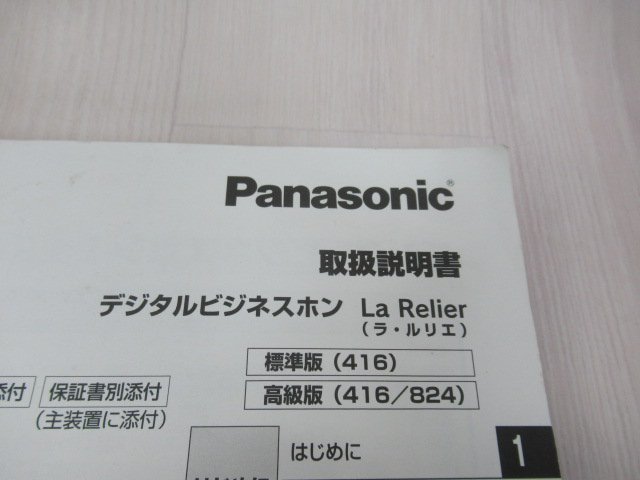 Panasonic®
取扱説明書
デジタルビジネスホン La Relier
(ラ・ルリエ)
標準版 (416)
高級版 (416/824)
添付 保証書別添付
(主装置に添付)
はじめに 1